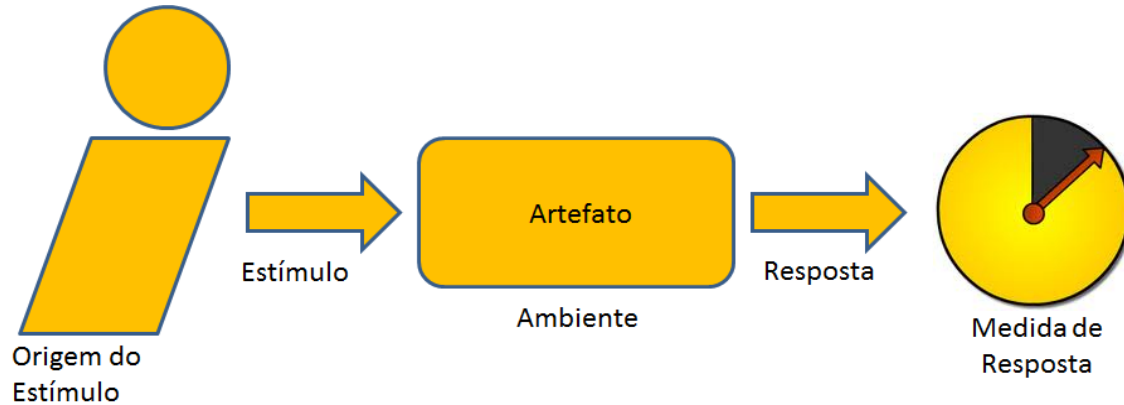 Origem do
Estímulo
Estímulo
Artefato
Ambiente
Resposta
Medida de
Resposta